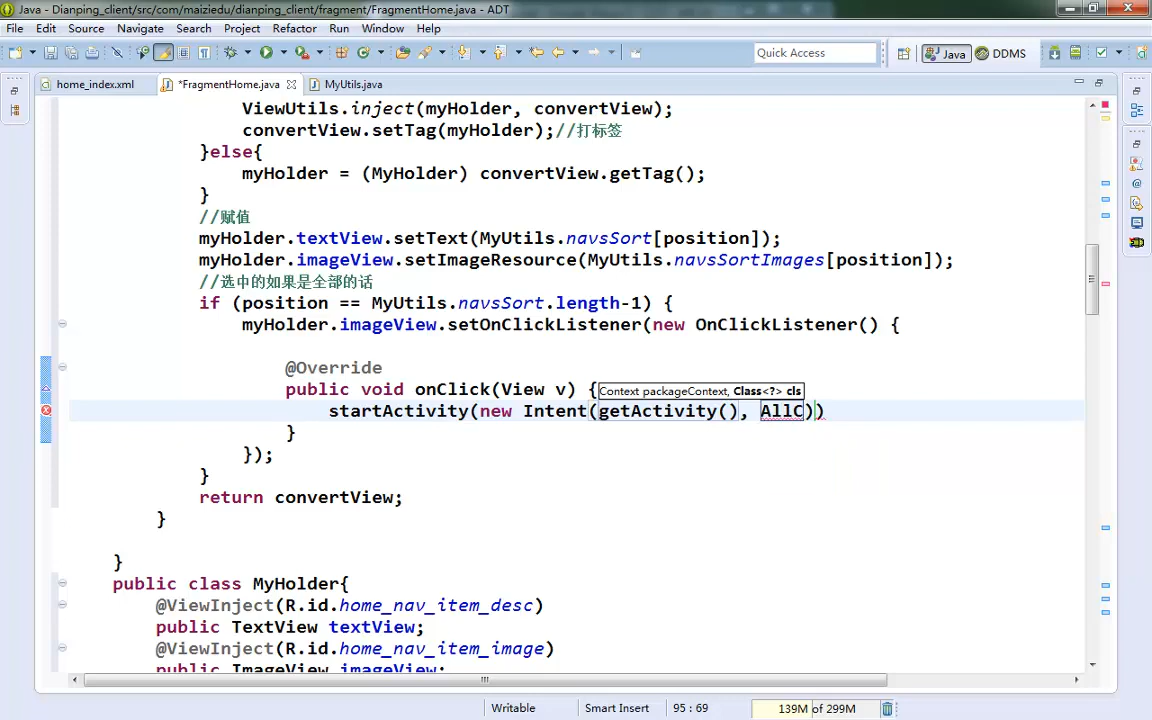 Java - Dianping_client/src/com/maiziedu/dianping_client/fragment/FragmentHome.java - ADT
File Edit Source Navigate Search Project Refactor Run Window Help
Quick Access Java DDMS
home_index.xml *FragmentHome.java MyUtils.java
ViewUtils.inject(myHolder, convertView);
convertView.setTag(myHolder);//打标签
}else{
myHolder = (MyHolder) convertView.getTag();
}
//赋值
myHolder.textView.setText(MyUtils.navsSort[position]);
myHolder.imageView.setImageResource(MyUtils.navsSortImages[position]);
//选中的如果是全部的话
if (position == MyUtils.navsSort.length-1) {
myHolder.imageView.setOnClickListener(new OnClickListener() {
@Override
public void onClick(View v) {
Context packageContext, Class<?> cls
startActivity(new Intent(getActivity(), AllC))
}
});
}
return convertView;
}
}
public class MyHolder{
@ViewInject(R.id.home_nav_item_desc)
public TextView textView;
@ViewInject(R.id.home_nav_item_image)
public ImageView imageView;
Writable Smart Insert 95 : 69 139M of 299M